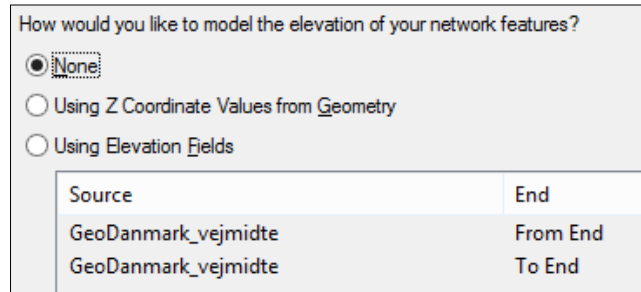 How would you like to model the elevation of your network features?
None
Using Z Coordinate Values from Geometry
Using Elevation Fields
Source End
GeoDanmark_vejmidte From End
GeoDanmark_vejmidte To End